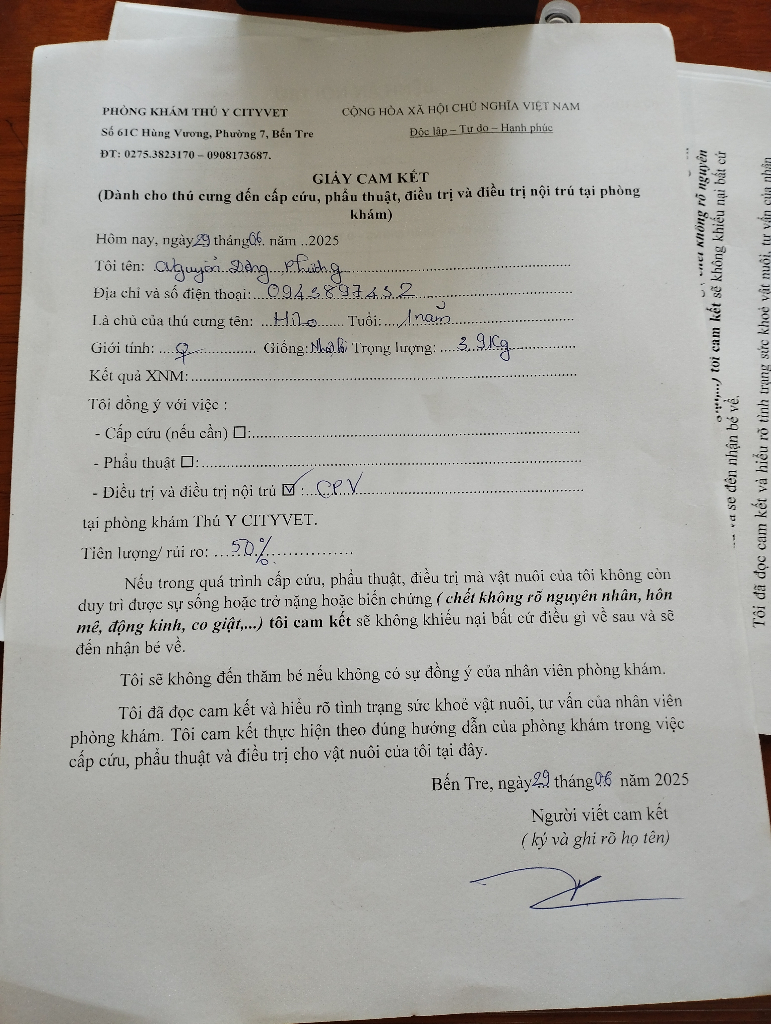 PHÒNG KHÁM THÚ Y CITYVET
Số 61C Hùng Vương, Phường 7, Bến Tre
ĐT: 0275.3823170 – 0908173687.
CỘNG HÒA XÃ HỘI CHỦ NGHĨA VIỆT NAM
Độc lập – Tự do – Hạnh phúc
GIẤY CAM KẾT
(Dành cho thú cưng đến cấp cứu, phẫu thuật, điều trị và điều trị nội trú tại phòng
khám)
Hôm nay, ngày 29 tháng 06. năm ..2025
Tôi tên: Nguyễn Đông Phương
Địa chỉ và số điện thoại: 0943897432
Là chủ của thú cưng tên: Hilo Tuổi: 1 năm
Giới tính: ♀ Giống: Trọng lượng: 3.9Kg
Kết quả XNM:
Tôi đồng ý với việc :
- Cấp cứu (nếu cần) ☐:
- Phẫu thuật ☐:
- Điều trị và điều trị nội trú ☑ : CPV
tại phòng khám Thú Y CITYVET.
Tiên lượng/ rủi ro: 50%
Nếu trong quá trình cấp cứu, phẫu thuật, điều trị mà vật nuôi của tôi không còn
duy trì được sự sống hoặc trở nặng hoặc biến chứng ( chết không rõ nguyên nhân, hôn
mê, động kinh, co giật,...) tôi cam kết sẽ không khiếu nại bất cứ điều gì về sau và sẽ
đến nhận bé về.
Tôi sẽ không đến thăm bé nếu không có sự đồng ý của nhân viên phòng khám.
Tôi đã đọc cam kết và hiểu rõ tình trạng sức khoẻ vật nuôi, tư vấn của nhân viên
phòng khám. Tôi cam kết thực hiện theo đúng hướng dẫn của phòng khám trong việc
cấp cứu, phẫu thuật và điều trị cho vật nuôi của tôi tại đây.
Bến Tre, ngày 29 tháng 06 năm 2025
Người viết cam kết
( ký và ghi rõ họ tên)
không rõ nguyên
tôi cam kết sẽ không khiếu nại bất cứ
sẽ đến nhận bé về.
Tôi đã đọc cam kết và hiểu rõ tình trạng sức khoẻ vật nuôi, tư vấn của nhân